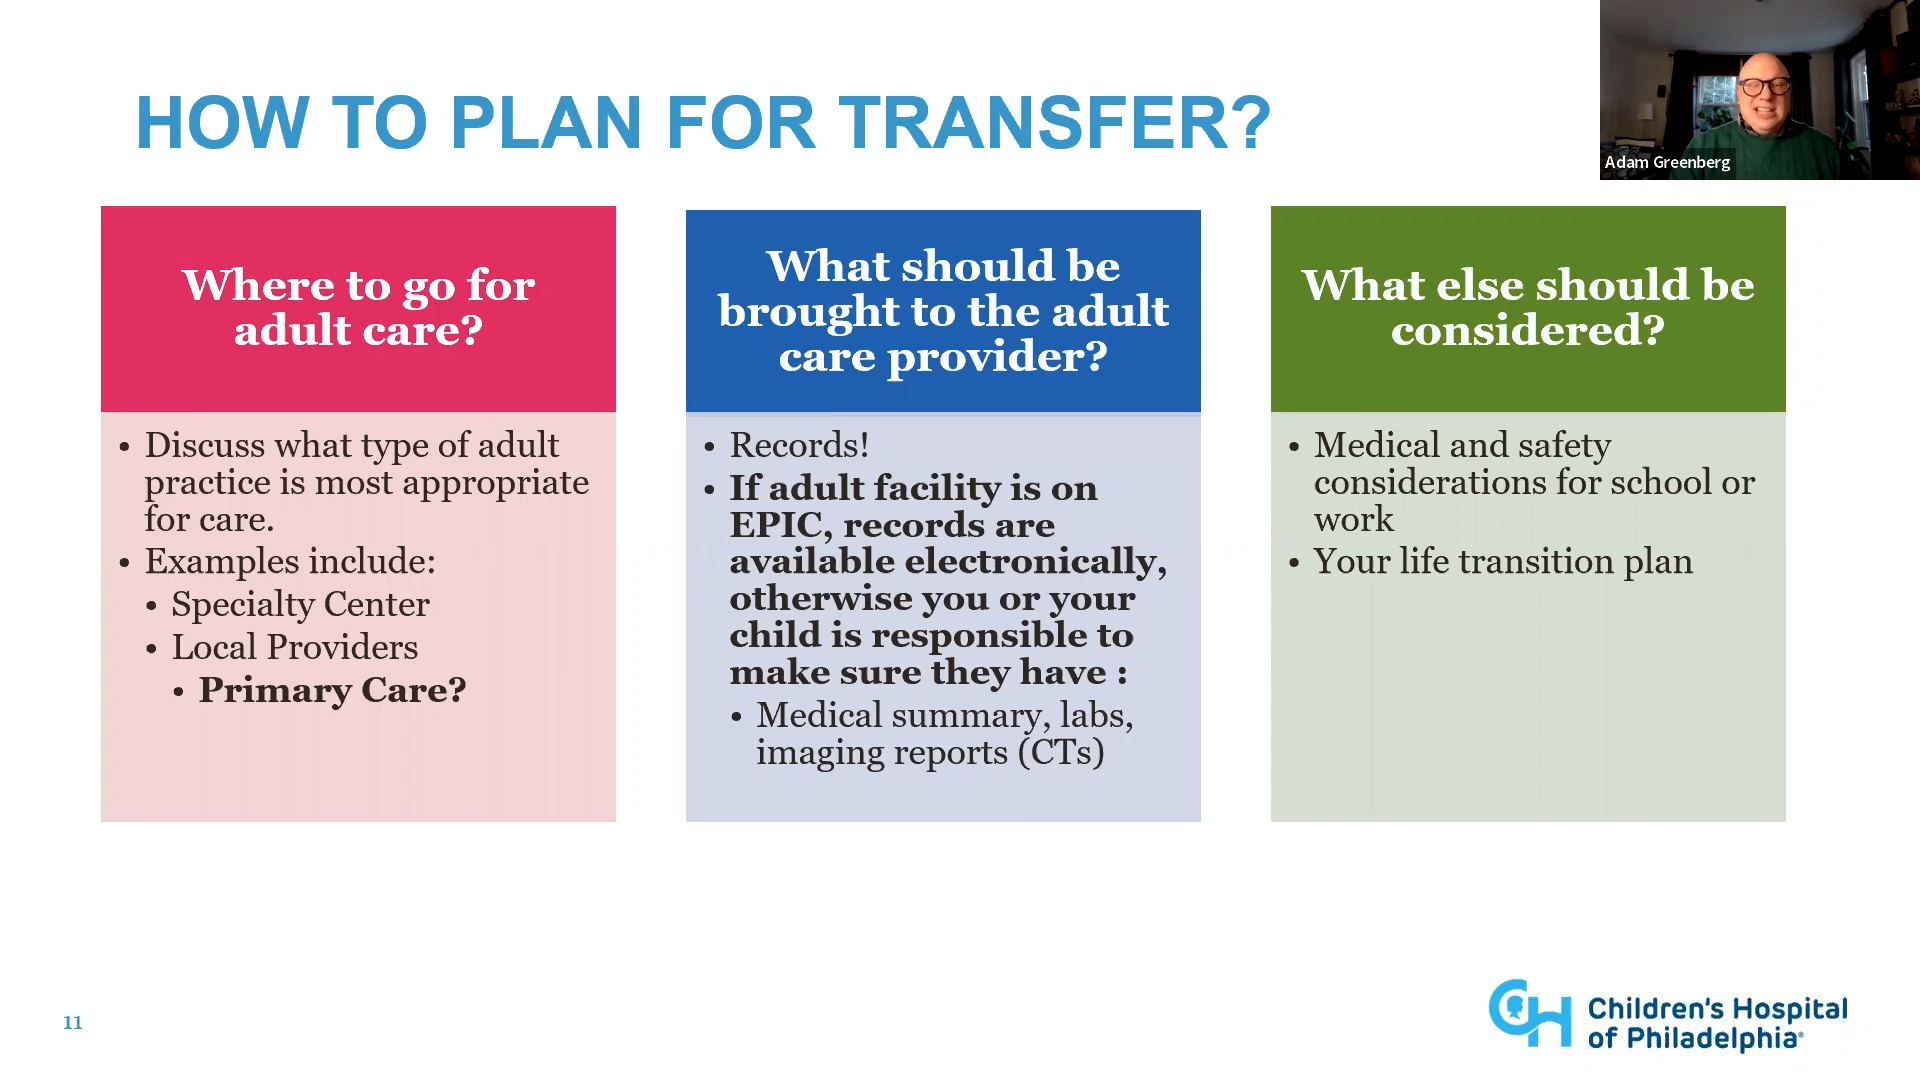 HOW TO PLAN FOR TRANSFER?
Adam Greenberg
Where to go for
adult care?
• Discuss what type of adult
practice is most appropriate
for care.
• Examples include:
• Specialty Center
• Local Providers
• Primary Care?
What should be
brought to the adult
care provider?
• Records!
• If adult facility is on
EPIC, records are
available electronically,
otherwise you or your
child is responsible to
make sure they have :
• Medical summary, labs,
imaging reports (CTs)
What else should be
considered?
• Medical and safety
considerations for school or
work
• Your life transition plan
11
CH
Children's Hospital
of Philadelphia